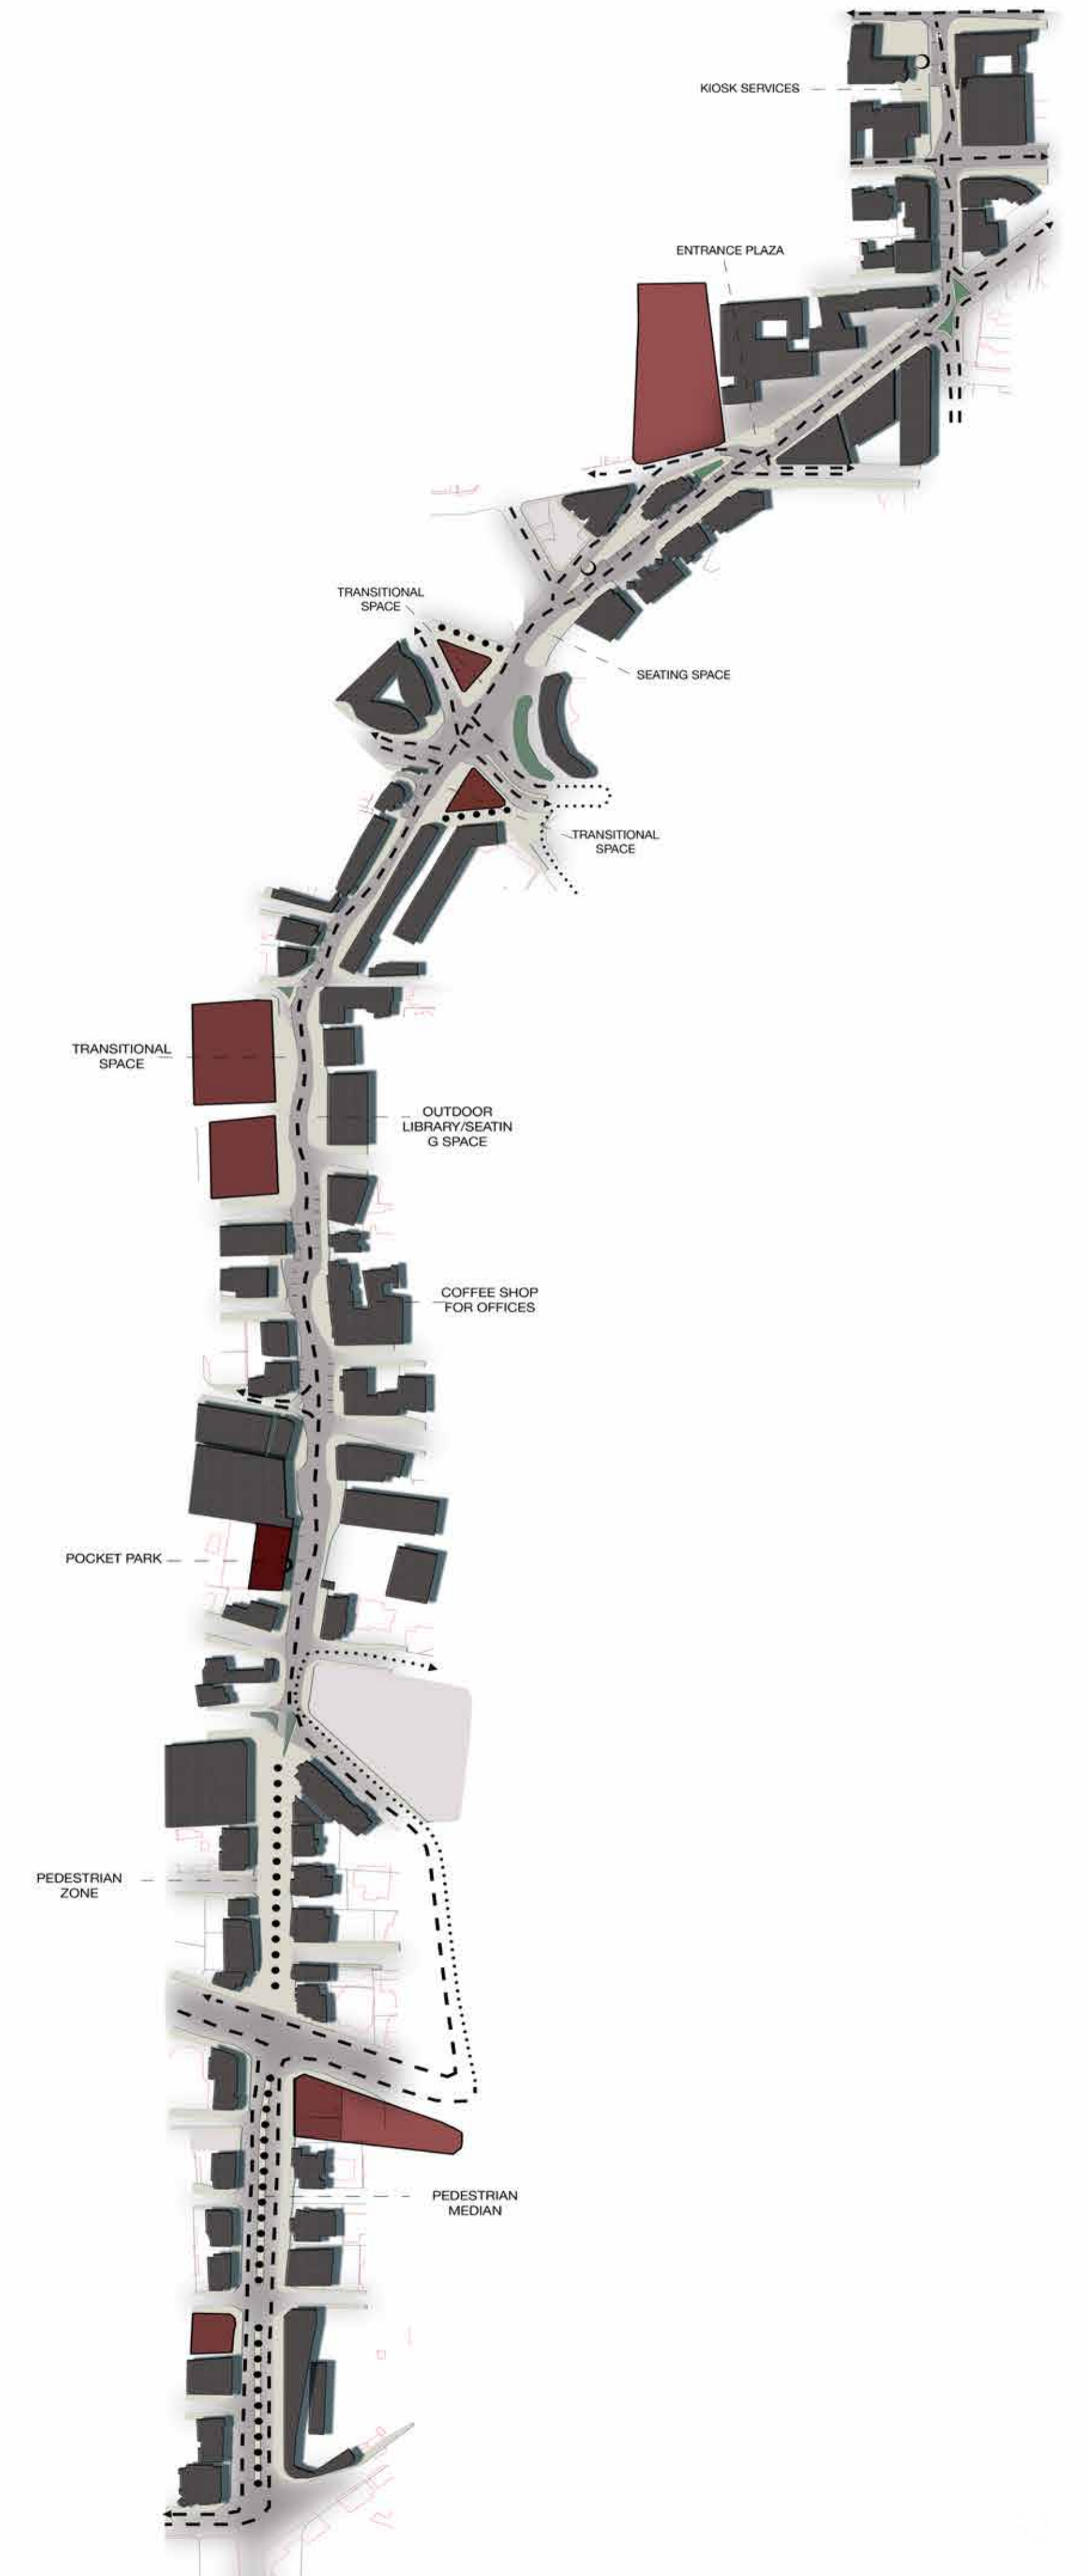 KIOSK SERVICES
ENTRANCE PLAZA
TRANSITIONAL
SPACE
SEATING SPACE
TRANSITIONAL
SPACE
TRANSITIONAL
SPACE
OUTDOOR
LIBRARY/SEATIN
G SPACE
COFFEE SHOP
FOR OFFICES
POCKET PARK
PEDESTRIAN
ZONE
PEDESTRIAN
MEDIAN